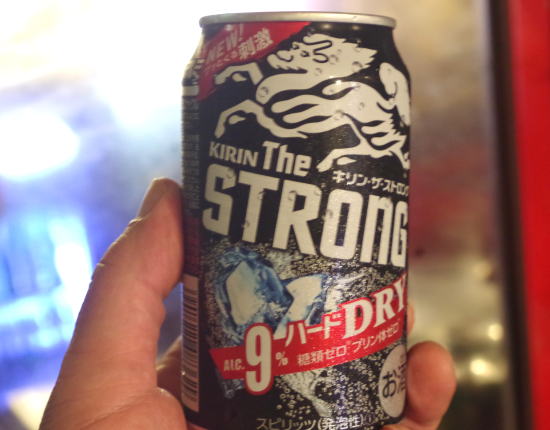 NEW!
刺激
KIRIN The
キリン・ザ・ストロング
STRONG
ハードDRY
ALC. 9% 糖類ゼロ プリン体ゼロ
お酒
スピリッツ(発泡性)